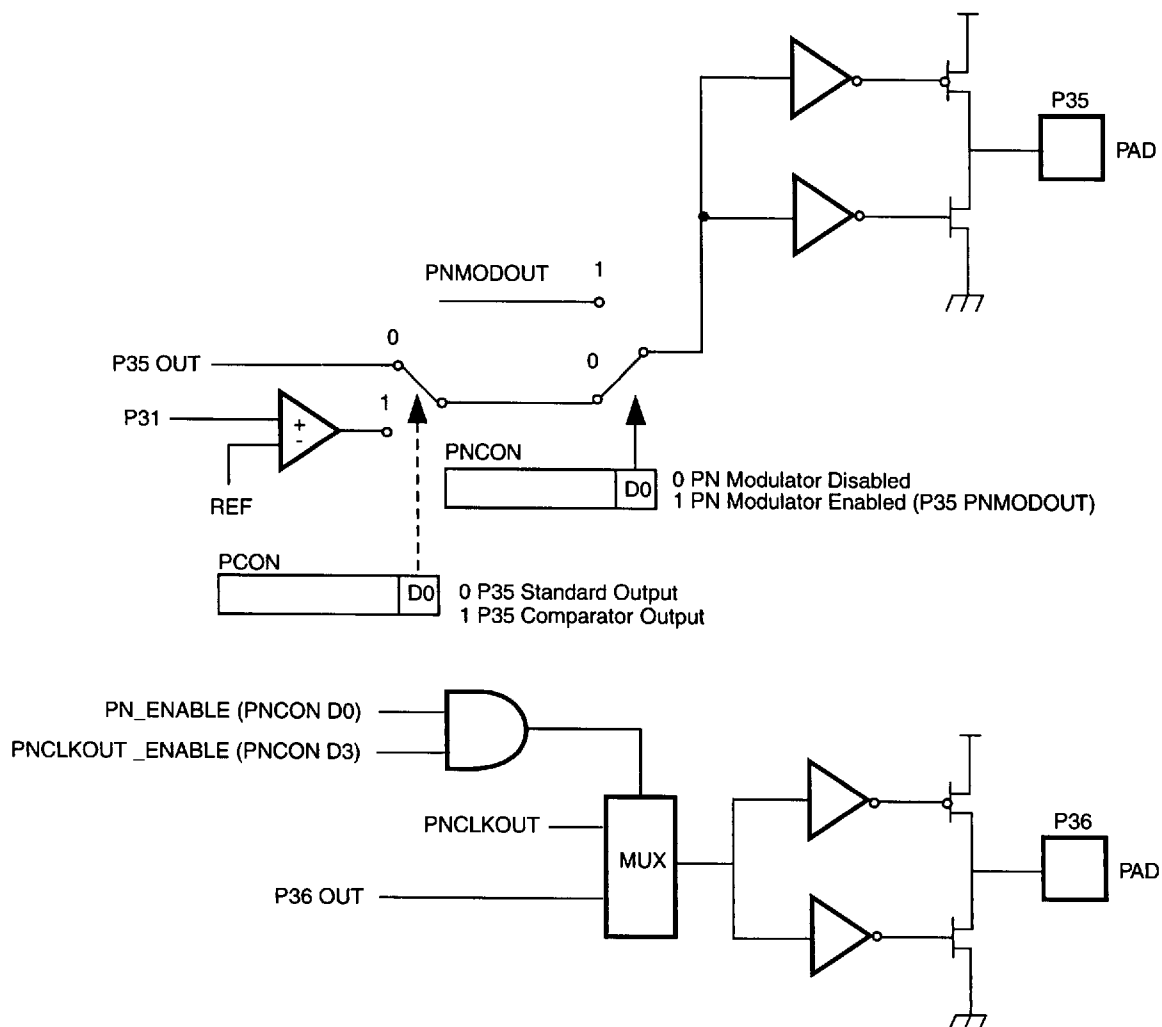 P35
PAD
PNMODOUT
1
0
P35 OUT
0
P31
1
+
-
REF
PNCON
D0
0 PN Modulator Disabled
1 PN Modulator Enabled (P35 PNMODOUT)
PCON
D0
0 P35 Standard Output
1 P35 Comparator Output
PN_ENABLE (PNCON D0)
PNCLKOUT _ENABLE (PNCON D3)
PNCLKOUT
MUX
P36 OUT
P36
PAD